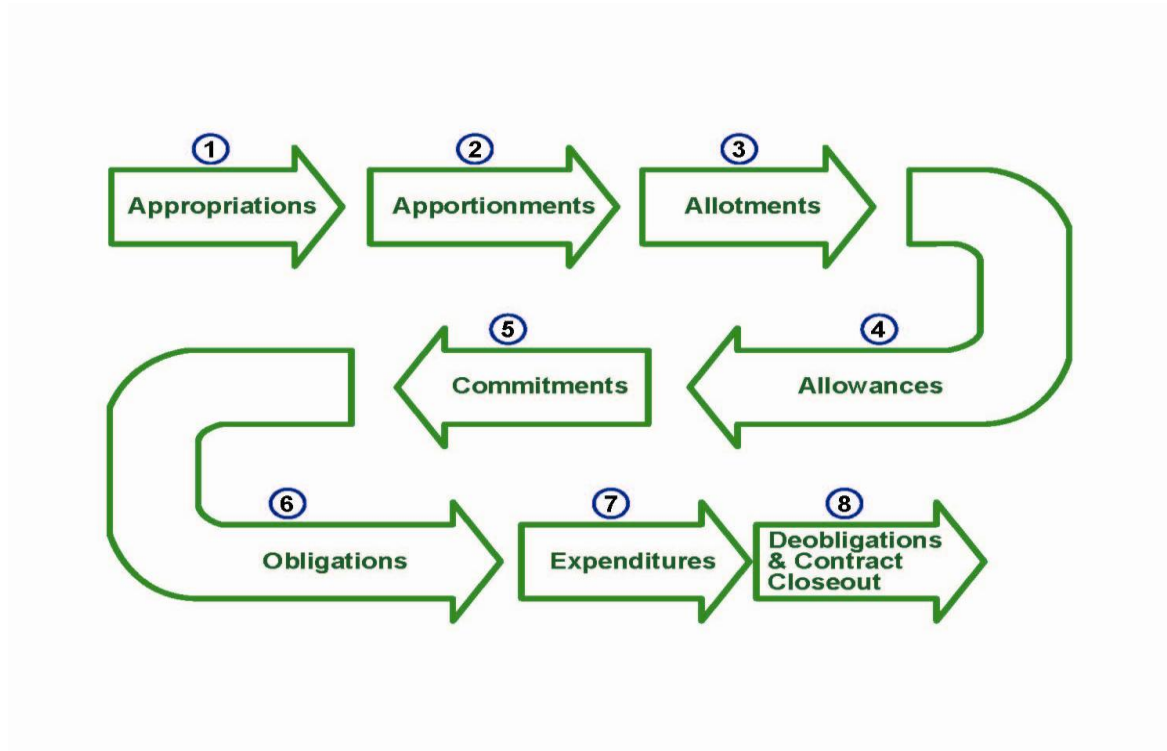 1
Appropriations
2
Apportionments
3
Allotments
4
Allowances
5
Commitments
6
Obligations
7
Expenditures
8
Deobligations
& Contract
Closeout